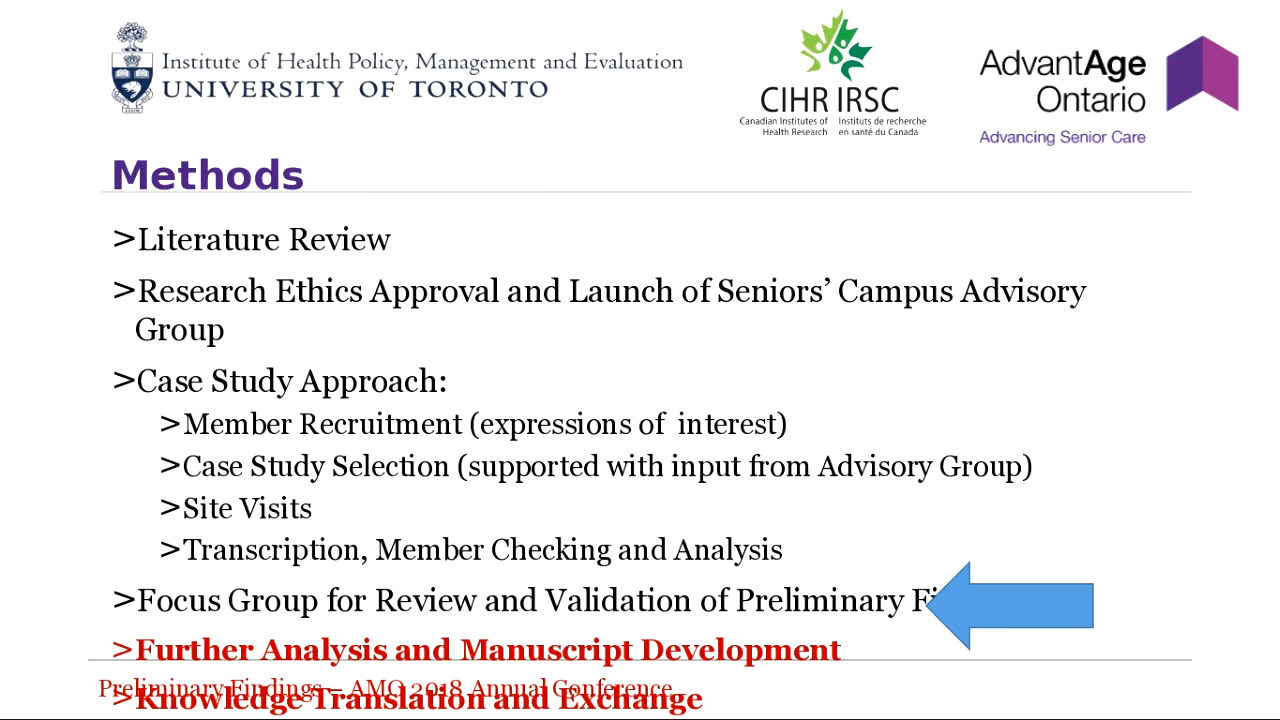 Institute of Health Policy, Management and Evaluation
UNIVERSITY OF TORONTO
CIHR IRSC
Canadian Institutes of Health Research
Instituts de recherche en santé du Canada
AdvantAge
Ontario
Advancing Senior Care
Methods
>Literature Review
>Research Ethics Approval and Launch of Seniors’ Campus Advisory
Group
>Case Study Approach:
>Member Recruitment (expressions of  interest)
>Case Study Selection (supported with input from Advisory Group)
>Site Visits
>Transcription, Member Checking and Analysis
>Focus Group for Review and Validation of Preliminary
>Further Analysis and Manuscript Development
>Knowledge Translation and Exchange
Preliminary Findings – AMO 2018 Annual Conference